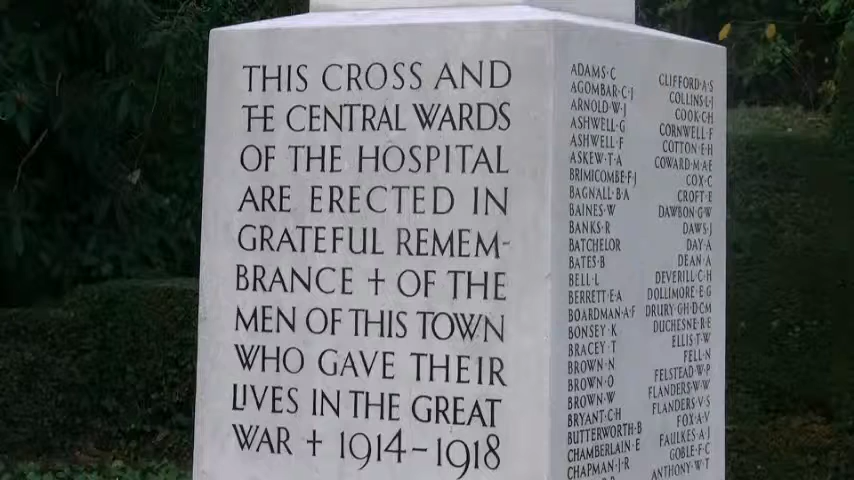 THIS CROSS AND
THE CENTRAL WARDS
OF THE HOSPITAL
ARE ERECTED IN
GRATEFUL REMEM-
BRANCE + OF THE
MEN OF THIS TOWN
WHO GAVE THEIR
LIVES IN THE GREAT
WAR + 1914-1918
ADAMS·C
AGOMBAR·C·J
ARNOLD·W·J
ASHWELL·G
ASHWELL·F
ASKEW·T·A
BRIMICOMBE·F·J
BAGNALL·B·A
BAINES·W
BANKS·R
BATCHELOR
BATES·B
BELL·L
BERRETT·E·A
BOARDMAN·A·F
BONSEY·K
BRACEY·T
BROWN·N
BROWN·O
BROWN·W
BRYANT·C·H
BUTTERWORTH·B
CHAMBERLAIN·E
CHAPMAN·J·R
CLIFFORD·A·S
COLLINS·L·J
COOK·C·H
CORNWELL·F
COTTON·E·H
COWARD·M·A·E
COX·C
CROFT·E
DAWBON·G·W
DAWS·J
DAY·A
DEAN·A
DEVERILL·C·H
DOLLIMORE·E·G
DRURY·G·H·D·C·M
DUCHESNE·R·E
ELLIS·T·W
FELL·N
FELSTEAD·W·P
FLANDERS·W·W
FLANDERS·V·S
FOX·A·V
FAULKES·A·J
GOBLE·F·C
ANTHONY·W·T